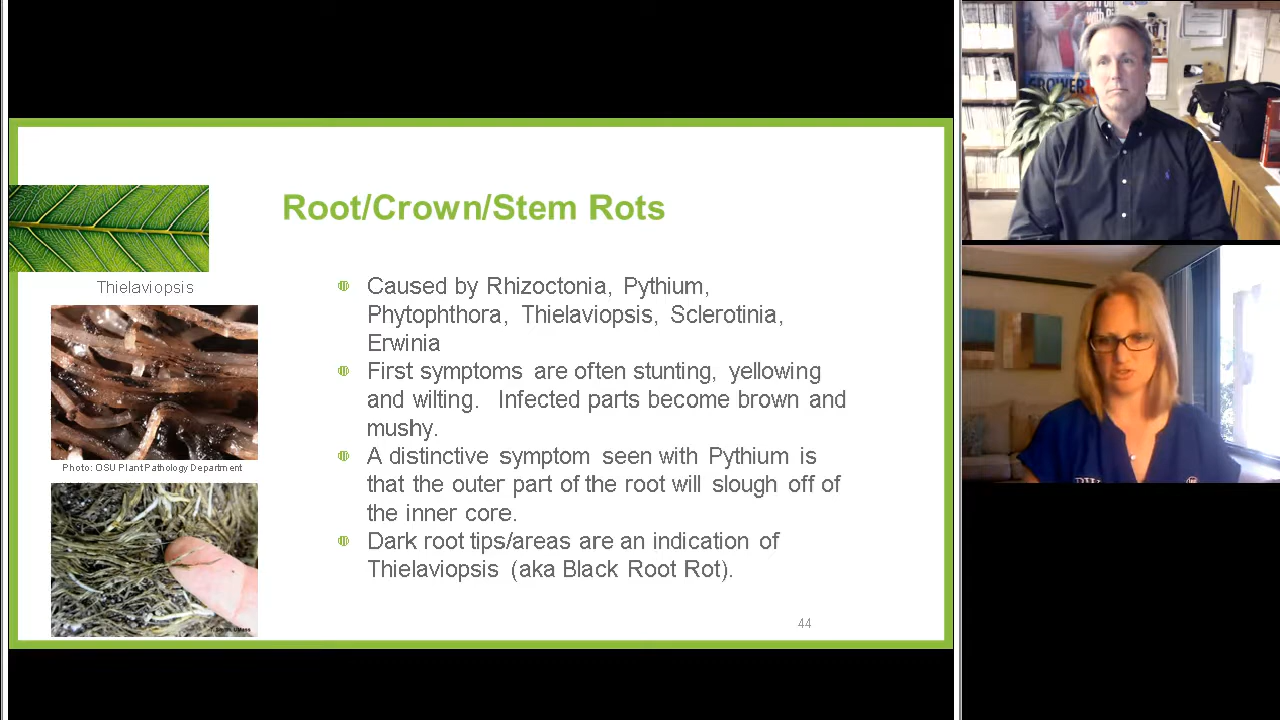 Root/Crown/Stem Rots
Thielaviopsis
Photo: OSU Plant Pathology Department
Caused by Rhizoctonia, Pythium,
Phytophthora, Thielaviopsis, Sclerotinia,
Erwinia
First symptoms are often stunting, yellowing
and wilting. Infected parts become brown and
mushy.
A distinctive symptom seen with Pythium is
that the outer part of the root will slough off of
the inner core.
Dark root tips/areas are an indication of
Thielaviopsis (aka Black Root Rot).
44
GROWER